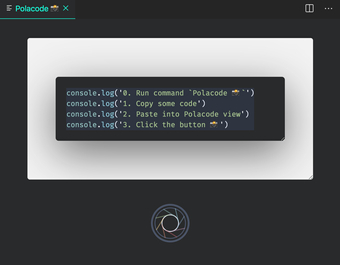 Polacode 📸
console.log('0. Run command `Polacode 📸`')
console.log('1. Copy some code')
console.log('2. Paste into Polacode view')
console.log('3. Click the button 📸')